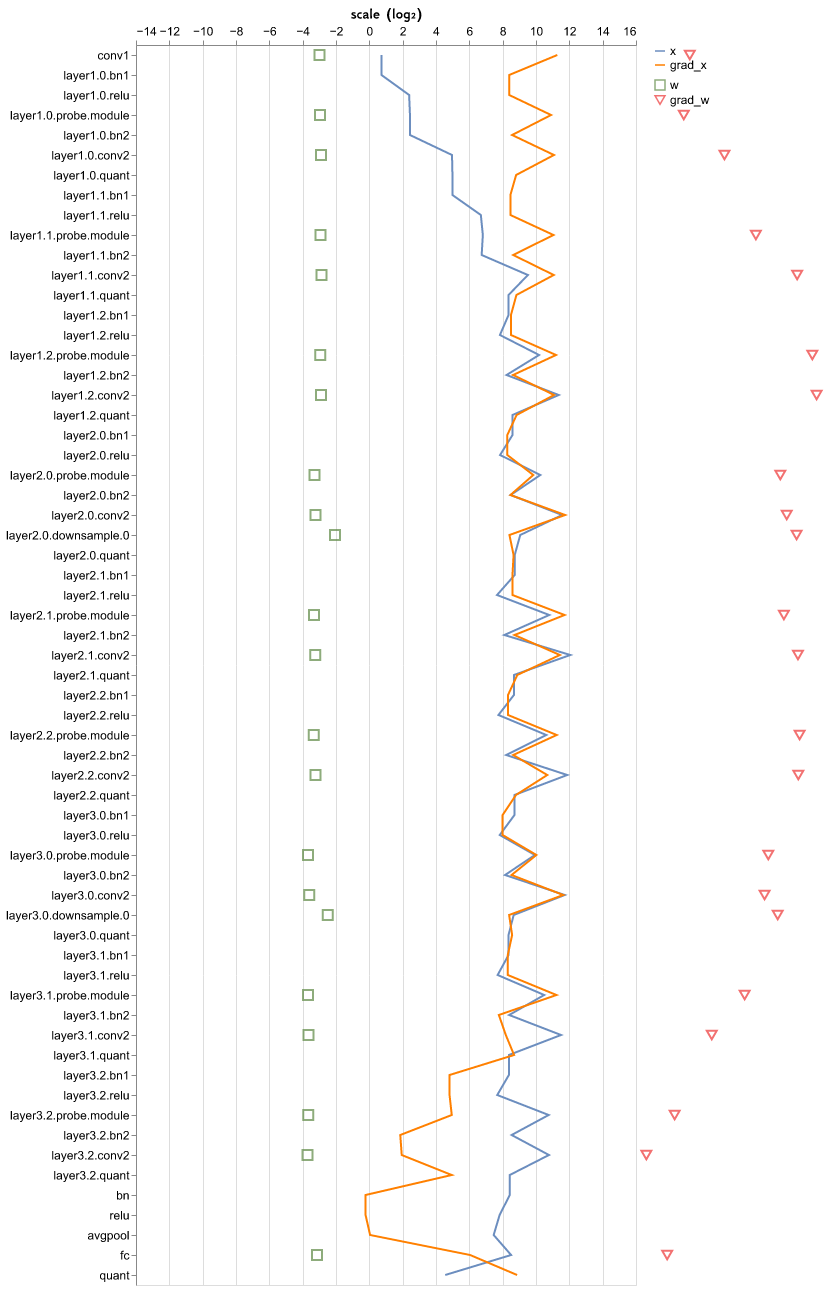 scale (log₂)
−14 −12 −10 −8 −6 −4 −2 0 2 4 6 8 10 12 14 16
x
grad_x
w
grad_w
conv1
layer1.0.bn1
layer1.0.relu
layer1.0.probe.module
layer1.0.bn2
layer1.0.conv2
layer1.0.quant
layer1.1.bn1
layer1.1.relu
layer1.1.probe.module
layer1.1.bn2
layer1.1.conv2
layer1.1.quant
layer1.2.bn1
layer1.2.relu
layer1.2.probe.module
layer1.2.bn2
layer1.2.conv2
layer1.2.quant
layer2.0.bn1
layer2.0.relu
layer2.0.probe.module
layer2.0.bn2
layer2.0.conv2
layer2.0.downsample.0
layer2.0.quant
layer2.1.bn1
layer2.1.relu
layer2.1.probe.module
layer2.1.bn2
layer2.1.conv2
layer2.1.quant
layer2.2.bn1
layer2.2.relu
layer2.2.probe.module
layer2.2.bn2
layer2.2.conv2
layer2.2.quant
layer3.0.bn1
layer3.0.relu
layer3.0.probe.module
layer3.0.bn2
layer3.0.conv2
layer3.0.downsample.0
layer3.0.quant
layer3.1.bn1
layer3.1.relu
layer3.1.probe.module
layer3.1.bn2
layer3.1.conv2
layer3.1.quant
layer3.2.bn1
layer3.2.relu
layer3.2.probe.module
layer3.2.bn2
layer3.2.conv2
layer3.2.quant
bn
relu
avgpool
fc
quant